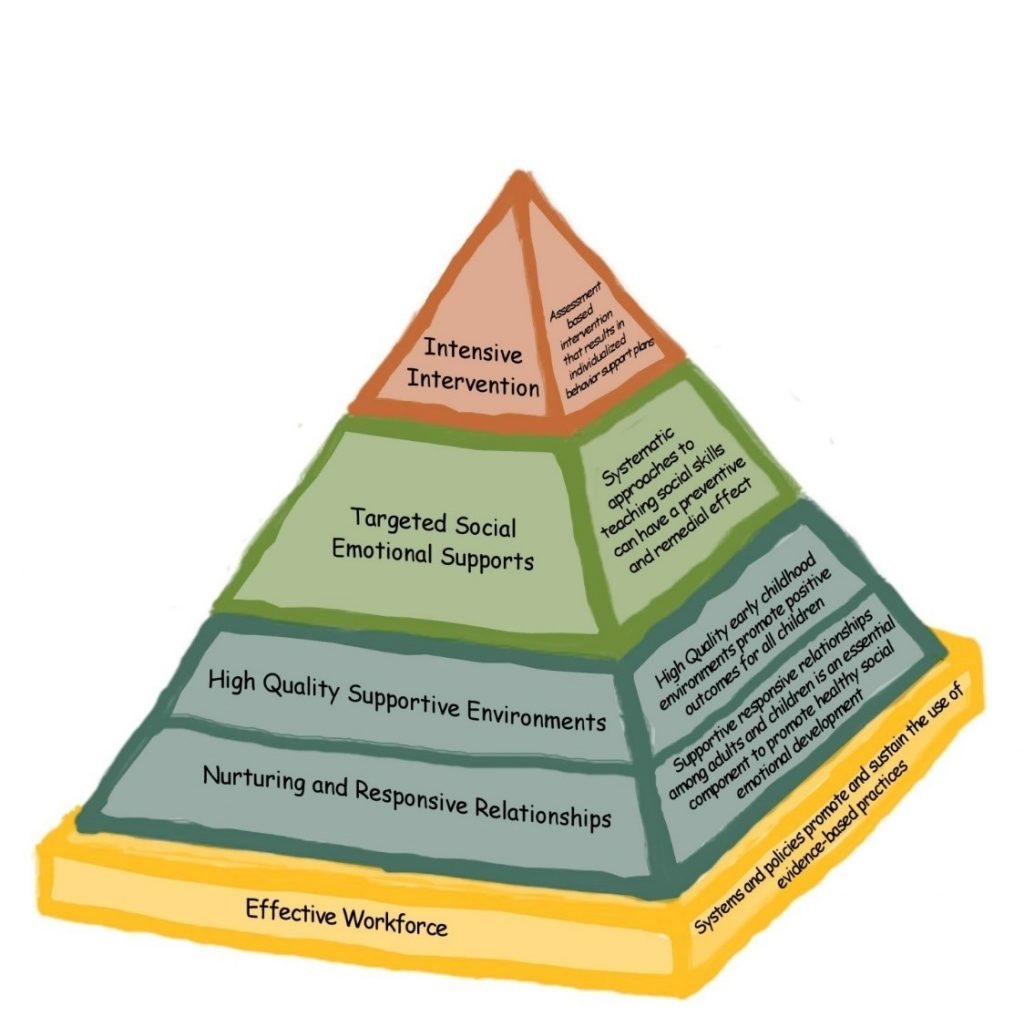 Intensive
Intervention
Assessment
based
intervention
that results in
individualized
behavior support plans
Targeted Social
Emotional Supports
Systematic
approaches to
teaching social skills
can have a preventive
and remedial effect
High Quality Supportive Environments
High Quality early childhood
environments promote positive
outcomes for all children
Nurturing and Responsive Relationships
Supportive responsive relationships
among adults and children is an essential
component to promote healthy social
emotional development
Effective Workforce
Systems and policies promote and sustain the use of
evidence-based practices